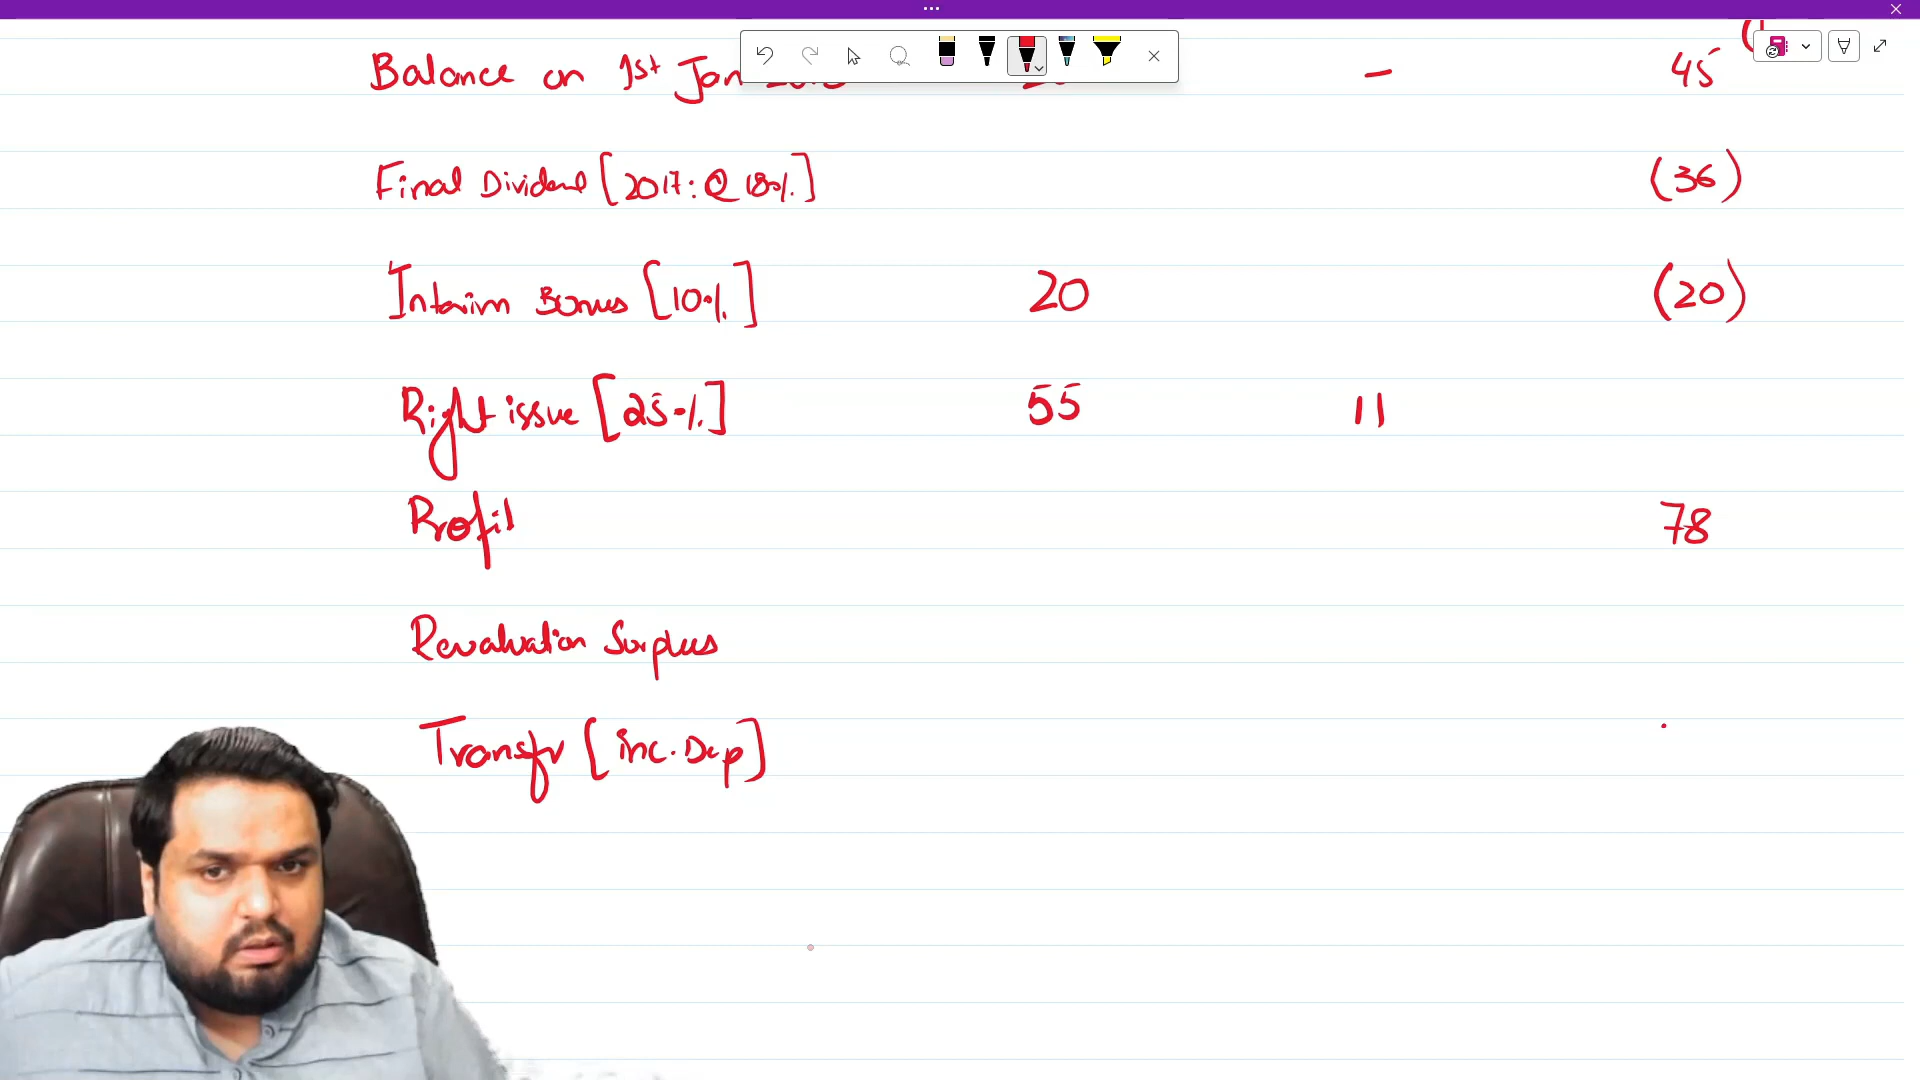 Balance on 1st Jan - 45
Final Dividend [2017: @ 18%] (36)
Interim Bonus [10%] 20 (20)
Right issue [25%] 55 11
Profit 78
Revaluation Surplus
Transfr [inc. Dep]